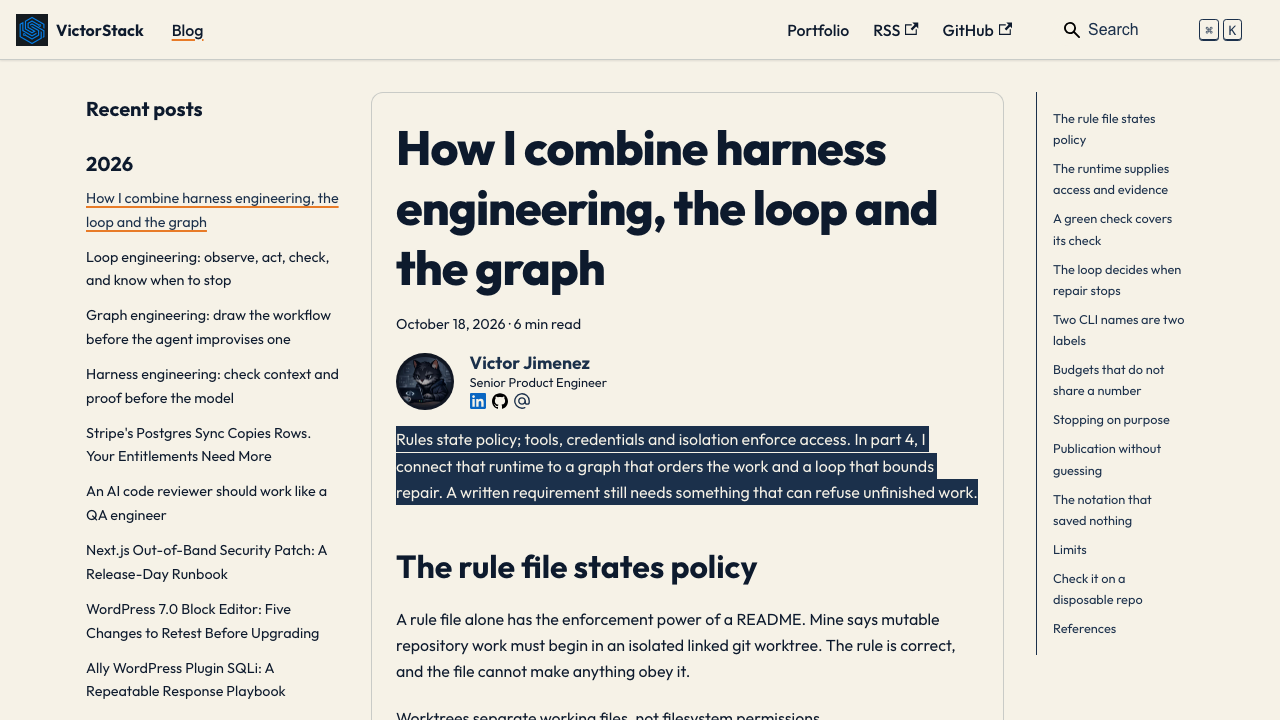 VictorStack
Blog
Portfolio
RSS
GitHub
Search
⌘ K
Recent posts
2026
How I combine harness engineering, the
loop and the graph
Loop engineering: observe, act, check,
and know when to stop
Graph engineering: draw the workflow
before the agent improvises one
Harness engineering: check context and
proof before the model
Stripe's Postgres Sync Copies Rows.
Your Entitlements Need More
An AI code reviewer should work like a
QA engineer
Next.js Out-of-Band Security Patch: A
Release-Day Runbook
WordPress 7.0 Block Editor: Five
Changes to Retest Before Upgrading
Ally WordPress Plugin SQLi: A
Repeatable Response Playbook
How I combine harness
engineering, the loop and
the graph
October 18, 2026 · 6 min read
Victor Jimenez
Senior Product Engineer
Rules state policy; tools, credentials and isolation enforce access. In part 4, I
connect that runtime to a graph that orders the work and a loop that bounds
repair. A written requirement still needs something that can refuse unfinished work.
The rule file states policy
A rule file alone has the enforcement power of a README. Mine says mutable
repository work must begin in an isolated linked git worktree. The rule is correct,
and the file cannot make anything obey it.
Worktrees separate working files, not filesystem permissions.
The rule file states
policy
The runtime supplies
access and evidence
A green check covers
its check
The loop decides when
repair stops
Two CLI names are two
labels
Budgets that do not
share a number
Stopping on purpose
Publication without
guessing
The notation that
saved nothing
Limits
Check it on a
disposable repo
References